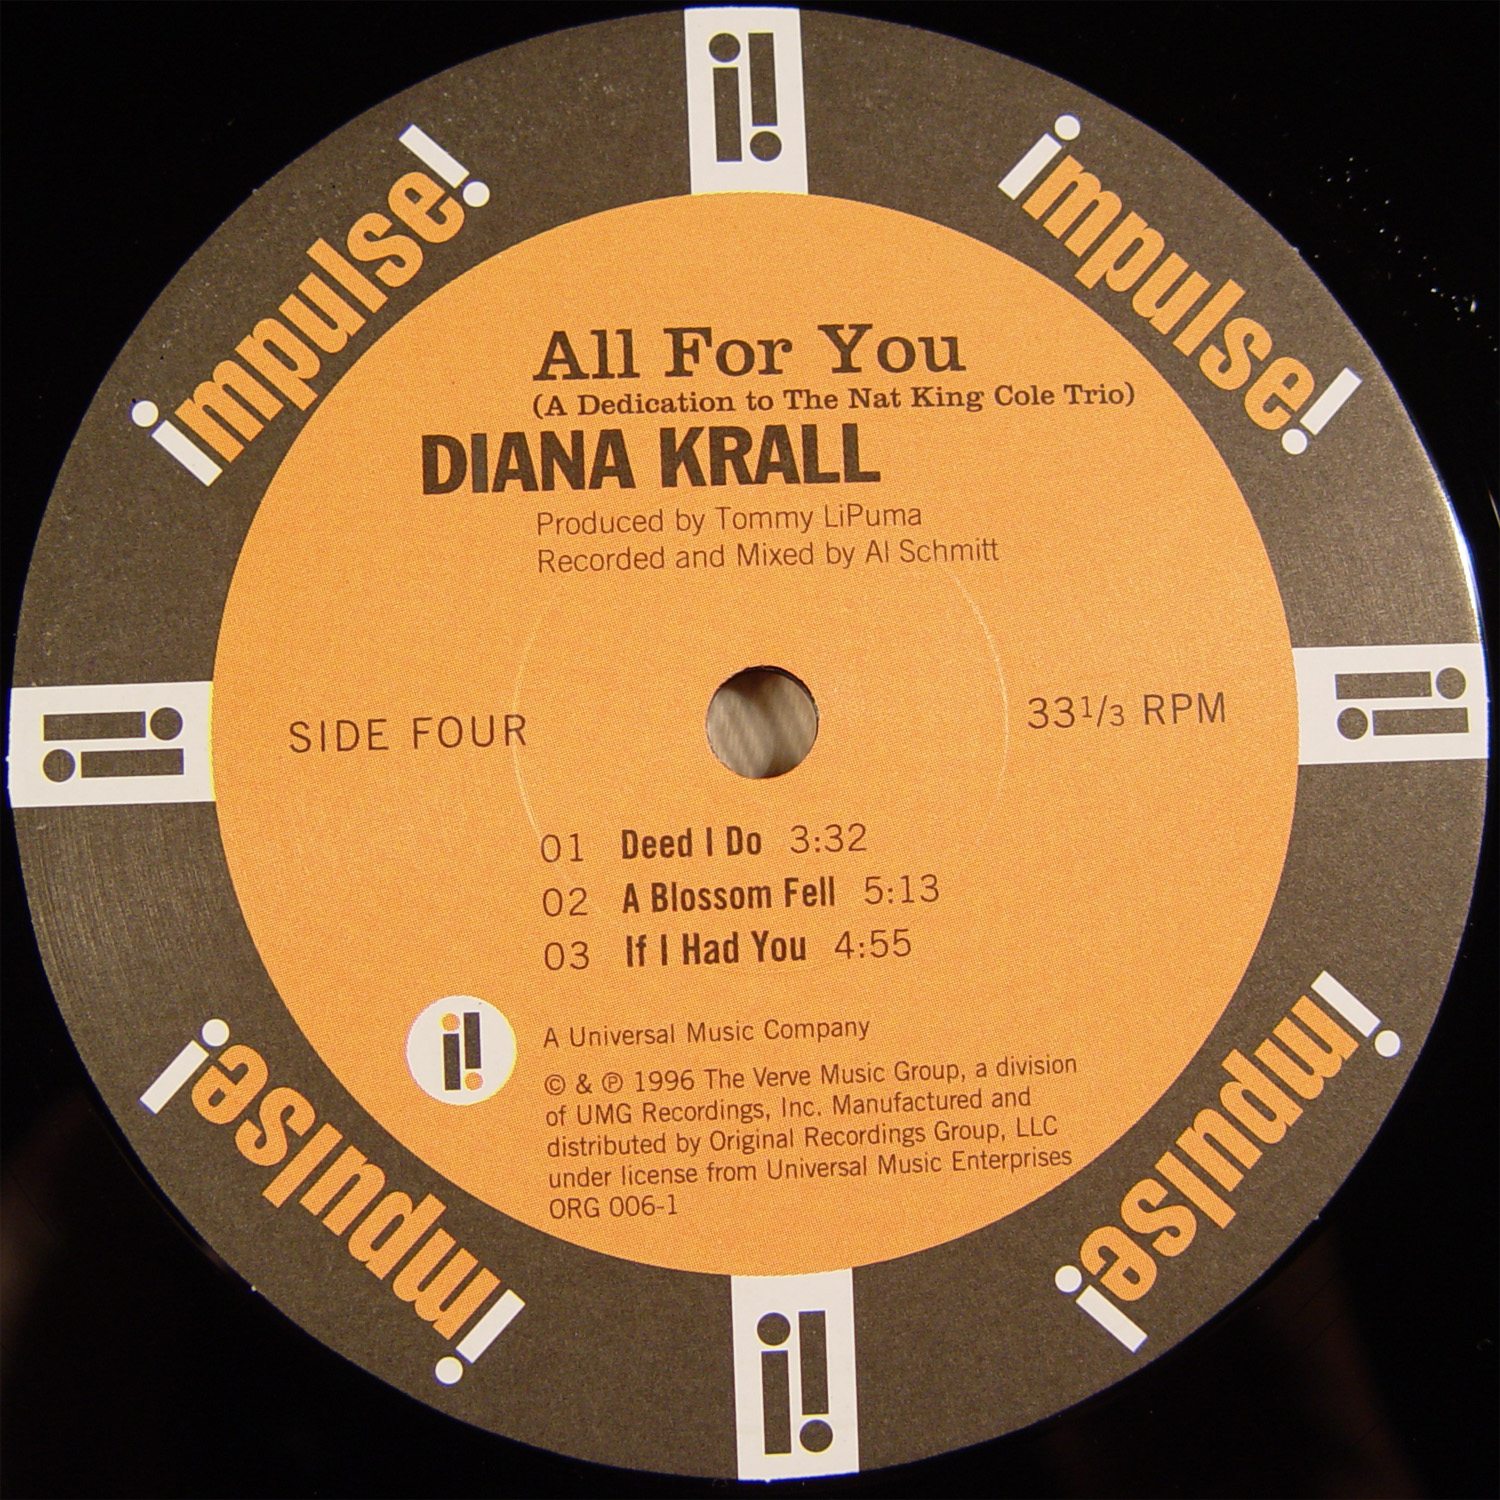 impulse!
impulse!
All For You
(A Dedication to The Nat King Cole Trio)
DIANA KRALL
Produced by Tommy LiPuma
Recorded and Mixed by Al Schmitt
SIDE FOUR
33 1/3 RPM
01 Deed I Do 3:32
02 A Blossom Fell 5:13
03 If I Had You 4:55
A Universal Music Company
© & ℗ 1996 The Verve Music Group, a division
of UMG Recordings, Inc. Manufactured and
distributed by Original Recordings Group, LLC
under license from Universal Music Enterprises
ORG 006-1
impulse!
impulse!